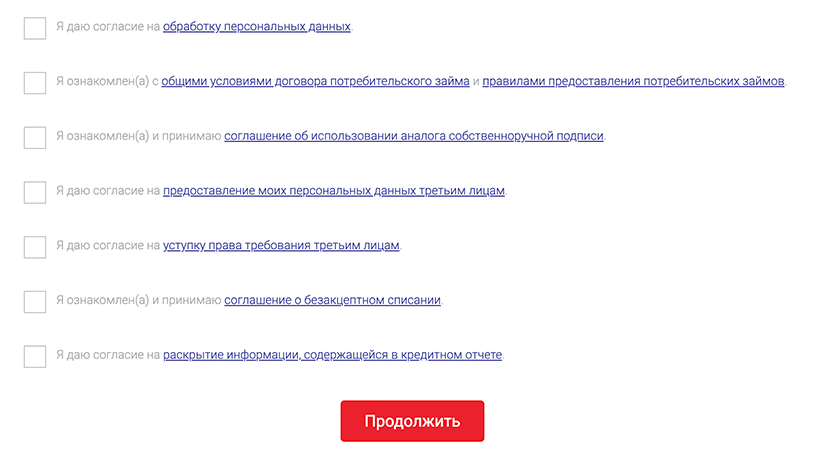 Я даю согласие на обработку персональных данных.
Я ознакомлен(а) с общими условиями договора потребительского займа и правилами предоставления потребительских займов.
Я ознакомлен(а) и принимаю соглашение об использовании аналога собственноручной подписи.
Я даю согласие на предоставление моих персональных данных третьим лицам.
Я даю согласие на уступку права требования третьим лицам.
Я ознакомлен(а) и принимаю соглашение о безакцептном списании.
Я даю согласие на раскрытие информации, содержащейся в кредитном отчете.
Продолжить